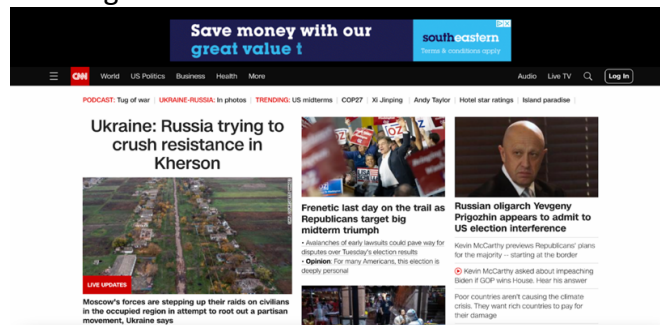 Save money with our
great value t
southeastern
Terms & conditions apply
CNN World US Politics Business Health More Audio Live TV Log In
PODCAST: Tug of war | UKRAINE-RUSSIA: In photos | TRENDING: US midterms | COP27 | Xi Jinping | Andy Taylor | Hotel star ratings | Island paradise |
Ukraine: Russia trying to
crush resistance in
Kherson
LIVE UPDATES
Moscow's forces are stepping up their raids on civilians
in the occupied region in attempt to root out a partisan
movement, Ukraine says
OZ
Frenetic last day on the trail as
Republicans target big
midterm triumph
• Avalanches of early lawsuits could pave way for
disputes over Tuesday's election results
• Opinion: For many Americans, this election is
deeply personal
Russian oligarch Yevgeny
Prigozhin appears to admit to
US election interference
Kevin McCarthy previews Republicans' plans
for the majority -- starting at the border
Kevin McCarthy asked about impeaching
Biden if GOP wins House. Hear his answer
Poor countries aren't causing the climate
crisis. They want rich countries to pay for
their damage